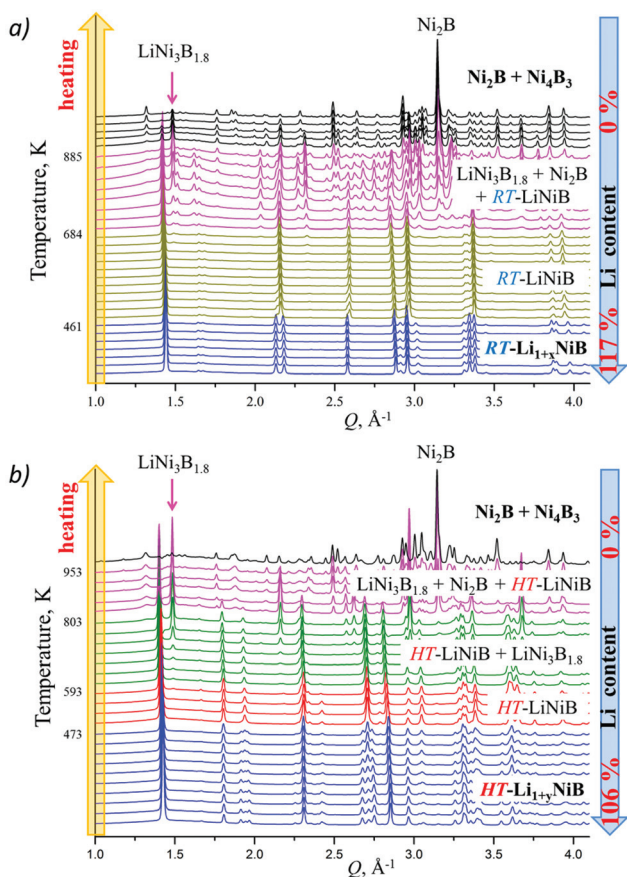 a)
heating
LiNi₃B₁.₈
Ni₂B
Ni₂B + Ni₄B₃
0 %
885
LiNi₃B₁.₈ + Ni₂B
+ RT-LiNiB
Temperature, K
684
RT-LiNiB
Li content
461
117 %
RT-Li₁₊ₓNiB
1.0
1.5
2.0
2.5
3.0
3.5
4.0
Q, Å⁻¹
b)
heating
LiNi₃B₁.₈
Ni₂B
Ni₂B + Ni₄B₃
0 %
953
LiNi₃B₁.₈ + Ni₂B + HT-LiNiB
Temperature, K
803
HT-LiNiB + LiNi₃B₁.₈
Li content
593
HT-LiNiB
473
106 %
HT-Li₁₊yNiB
1.0
1.5
2.0
2.5
3.0
3.5
4.0
Q, Å⁻¹